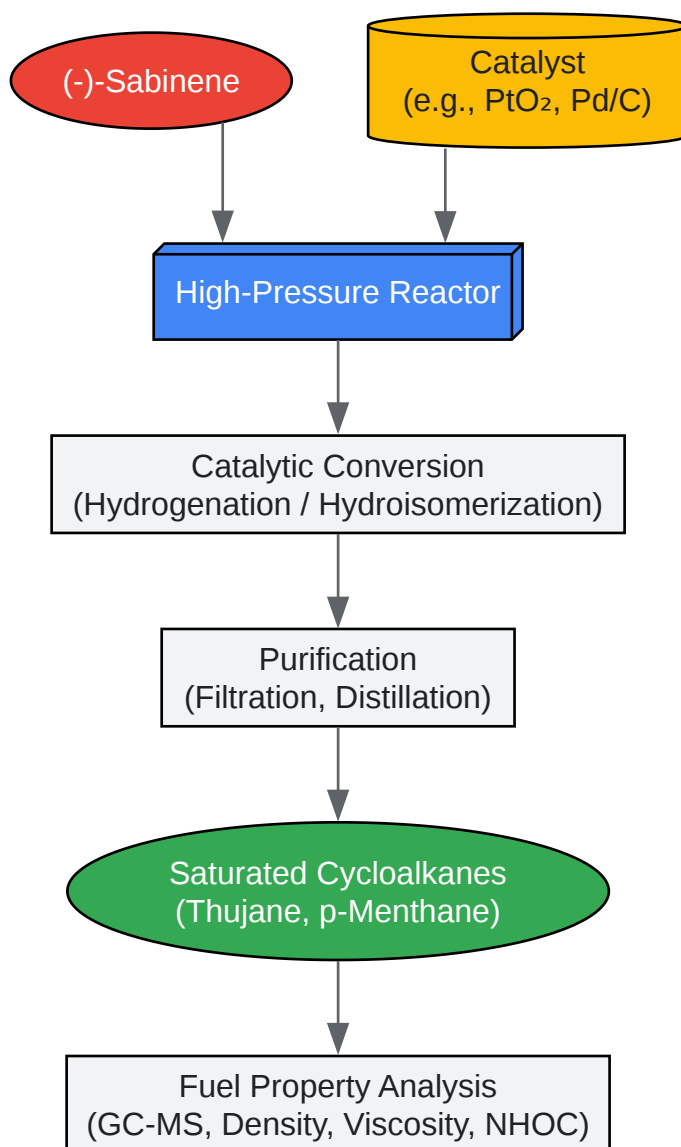 (-)-Sabinene
Catalyst
(e.g., PtO₂, Pd/C)
High-Pressure Reactor
Catalytic Conversion
(Hydrogenation / Hydroisomerization)
Purification
(Filtration, Distillation)
Saturated Cycloalkanes
(Thujane, p-Menthane)
Fuel Property Analysis
(GC-MS, Density, Viscosity, NHOC)